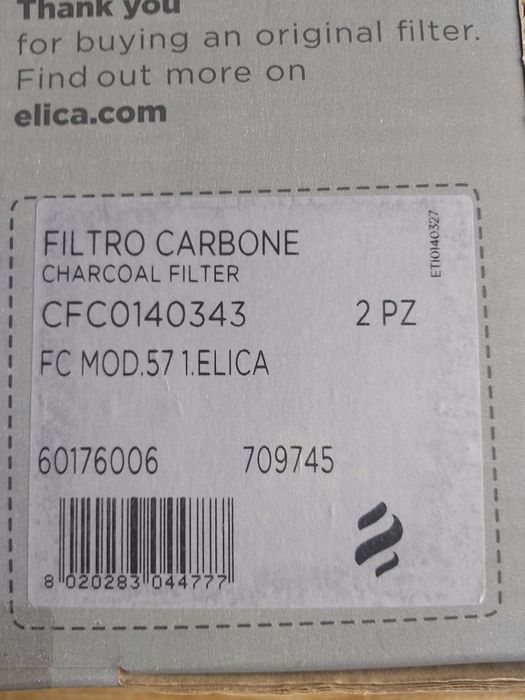 Thank you
for buying an original filter.
Find out more on
elica.com
ETI0140327
FILTRO CARBONE
CHARCOAL FILTER
CFC0140343 2 PZ
FC MOD.57 1.ELICA
60176006 709745
8 020283 044777